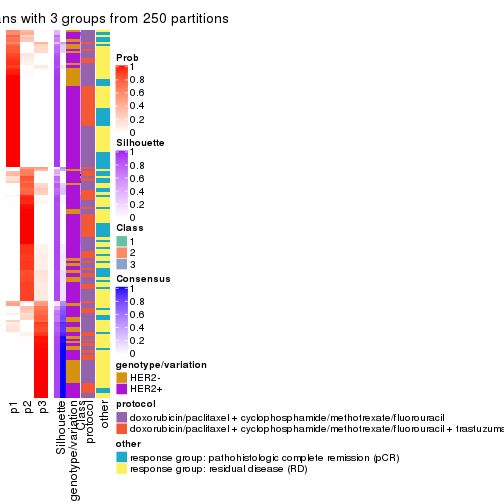 ns with 3 groups from 250 partitions
Prob
1
0.8
0.6
0.4
0.2
0
Silhouette
1
0.8
0.6
0.4
0.2
0
Class
1
2
3
Consensus
1
0.8
0.6
0.4
0.2
0
genotype/variation
HER2-
HER2+
protocol
doxorubicin/paclitaxel + cyclophosphamide/methotrexate/fluorouracil
doxorubicin/paclitaxel + cyclophosphamide/methotrexate/fluorouracil + trastuzuma
other
response group: pathohistologic complete remission (pCR)
response group: residual disease (RD)
p1
p2
p3
Silhouette
genotype/variation
Class
protocol
other